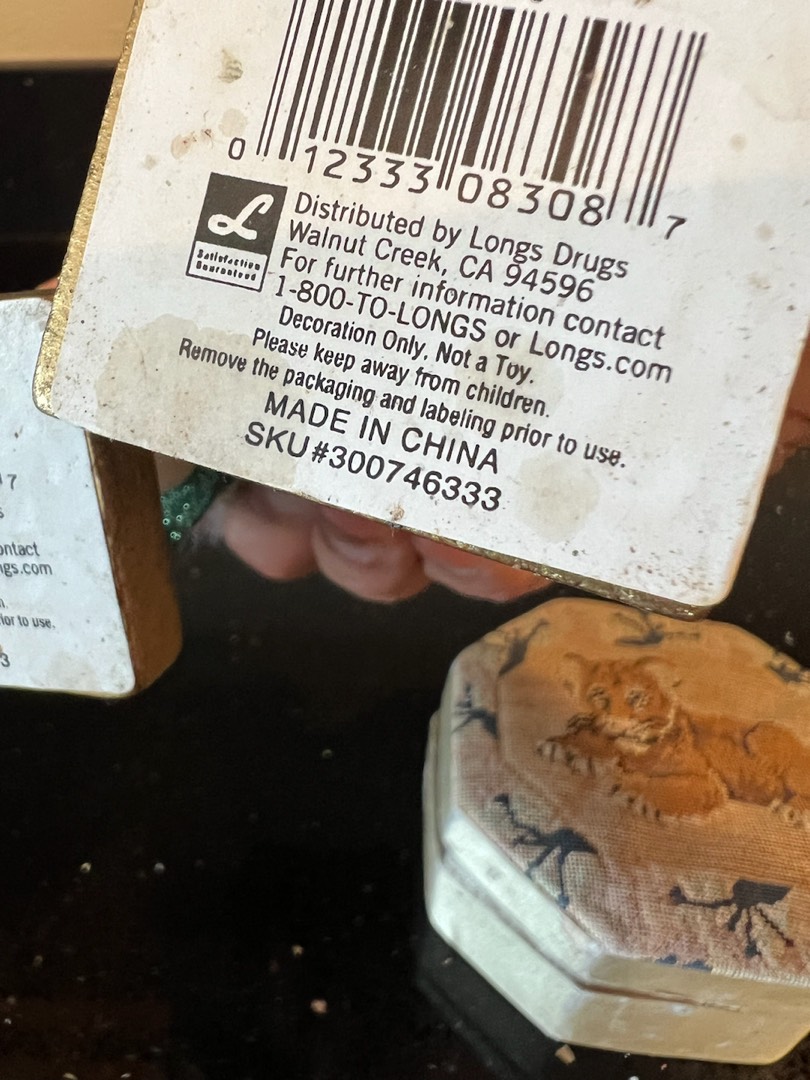 0 12333 08308 7
L
Satisfaction
Guaranteed
Distributed by Longs Drugs
Walnut Creek, CA 94596
For further information contact
1-800-TO-LONGS or Longs.com
Decoration Only, Not a Toy.
Please keep away from children.
Remove the packaging and labeling prior to use.
MADE IN CHINA
SKU#300746333
7
s
ontact
ngs.com
n.
ior to use.
3